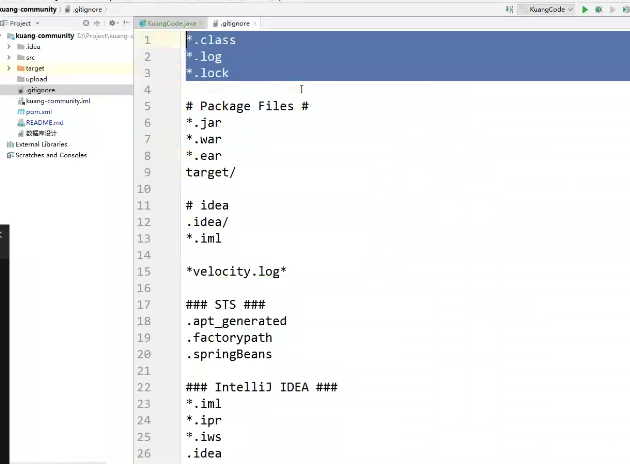 kuang-community
.gitignore
KuangCode
Project
KuangCode.java
.gitignore
kuang-community
.idea
src
target
upload
.gitignore
kuang-community.iml
pom.xml
README.md
数据库设计
External Libraries
Scratches and Consoles
1 *.class
2 *.log
3 *.lock
4
5 # Package Files #
6 *.jar
7 *.war
8 *.ear
9 target/
10
11 # idea
12 .idea/
13 *.iml
14
15 *velocity.log*
16
17 ### STS ###
18 .apt_generated
19 .factorypath
20 .springBeans
21
22 ### IntelliJ IDEA ###
23 *.iml
24 *.ipr
25 *.iws
26 .idea